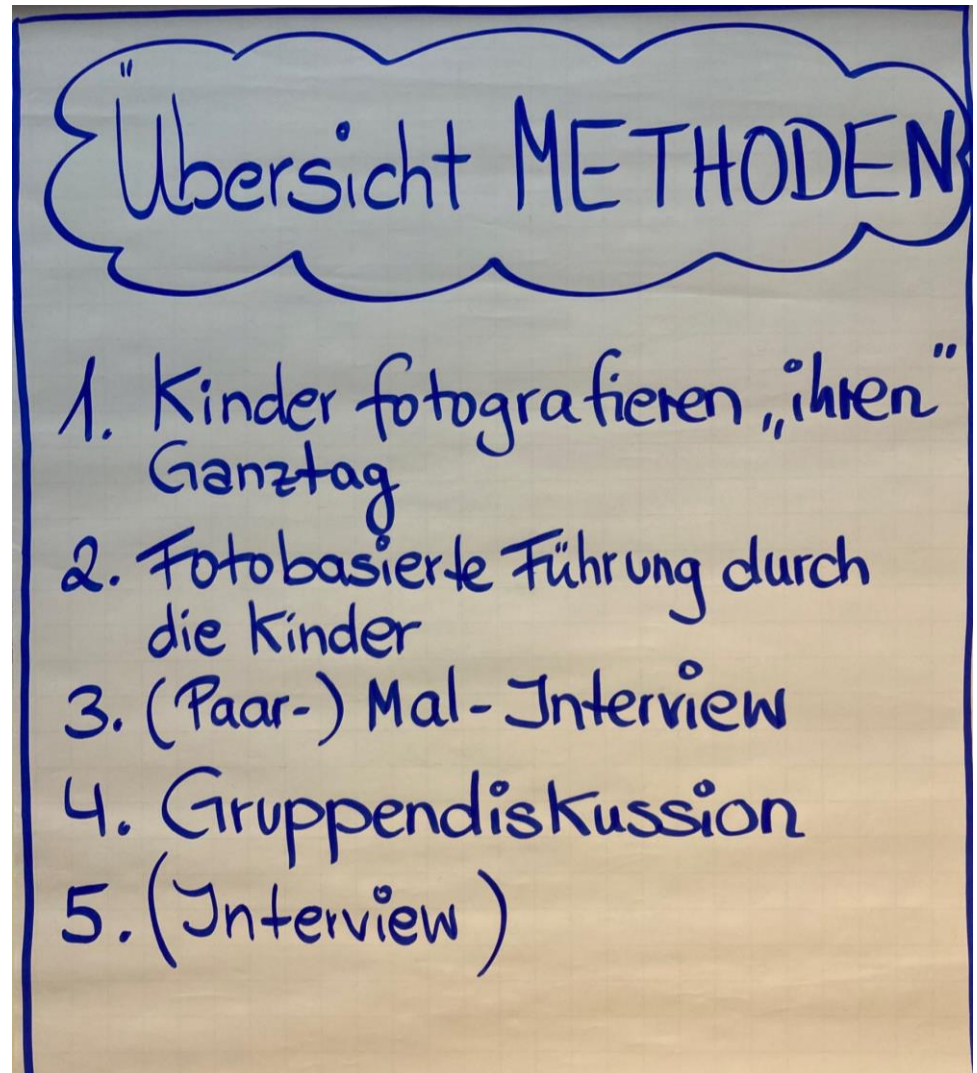 Übersicht METHODEN
1. Kinder fotografieren „ihren"
Ganztag
2. Fotobasierte Führung durch
die Kinder
3. (Paar-) Mal-Interview
4. Gruppendiskussion
5. (Interview)